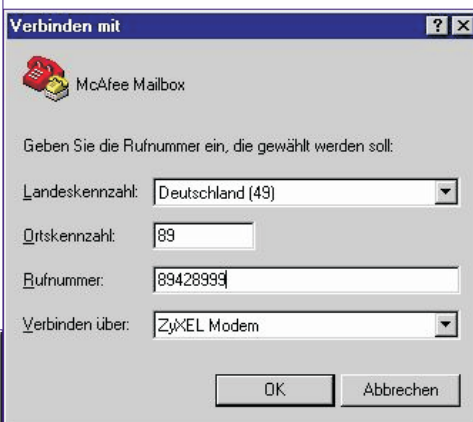 Verbinden mit
McAfee Mailbox
Geben Sie die Rufnummer ein, die gewählt werden soll:
Landeskennzahl: Deutschland (49)
Ortskennzahl: 89
Rufnummer: 89428999
Verbinden über: ZyXEL Modem
OK Abbrechen